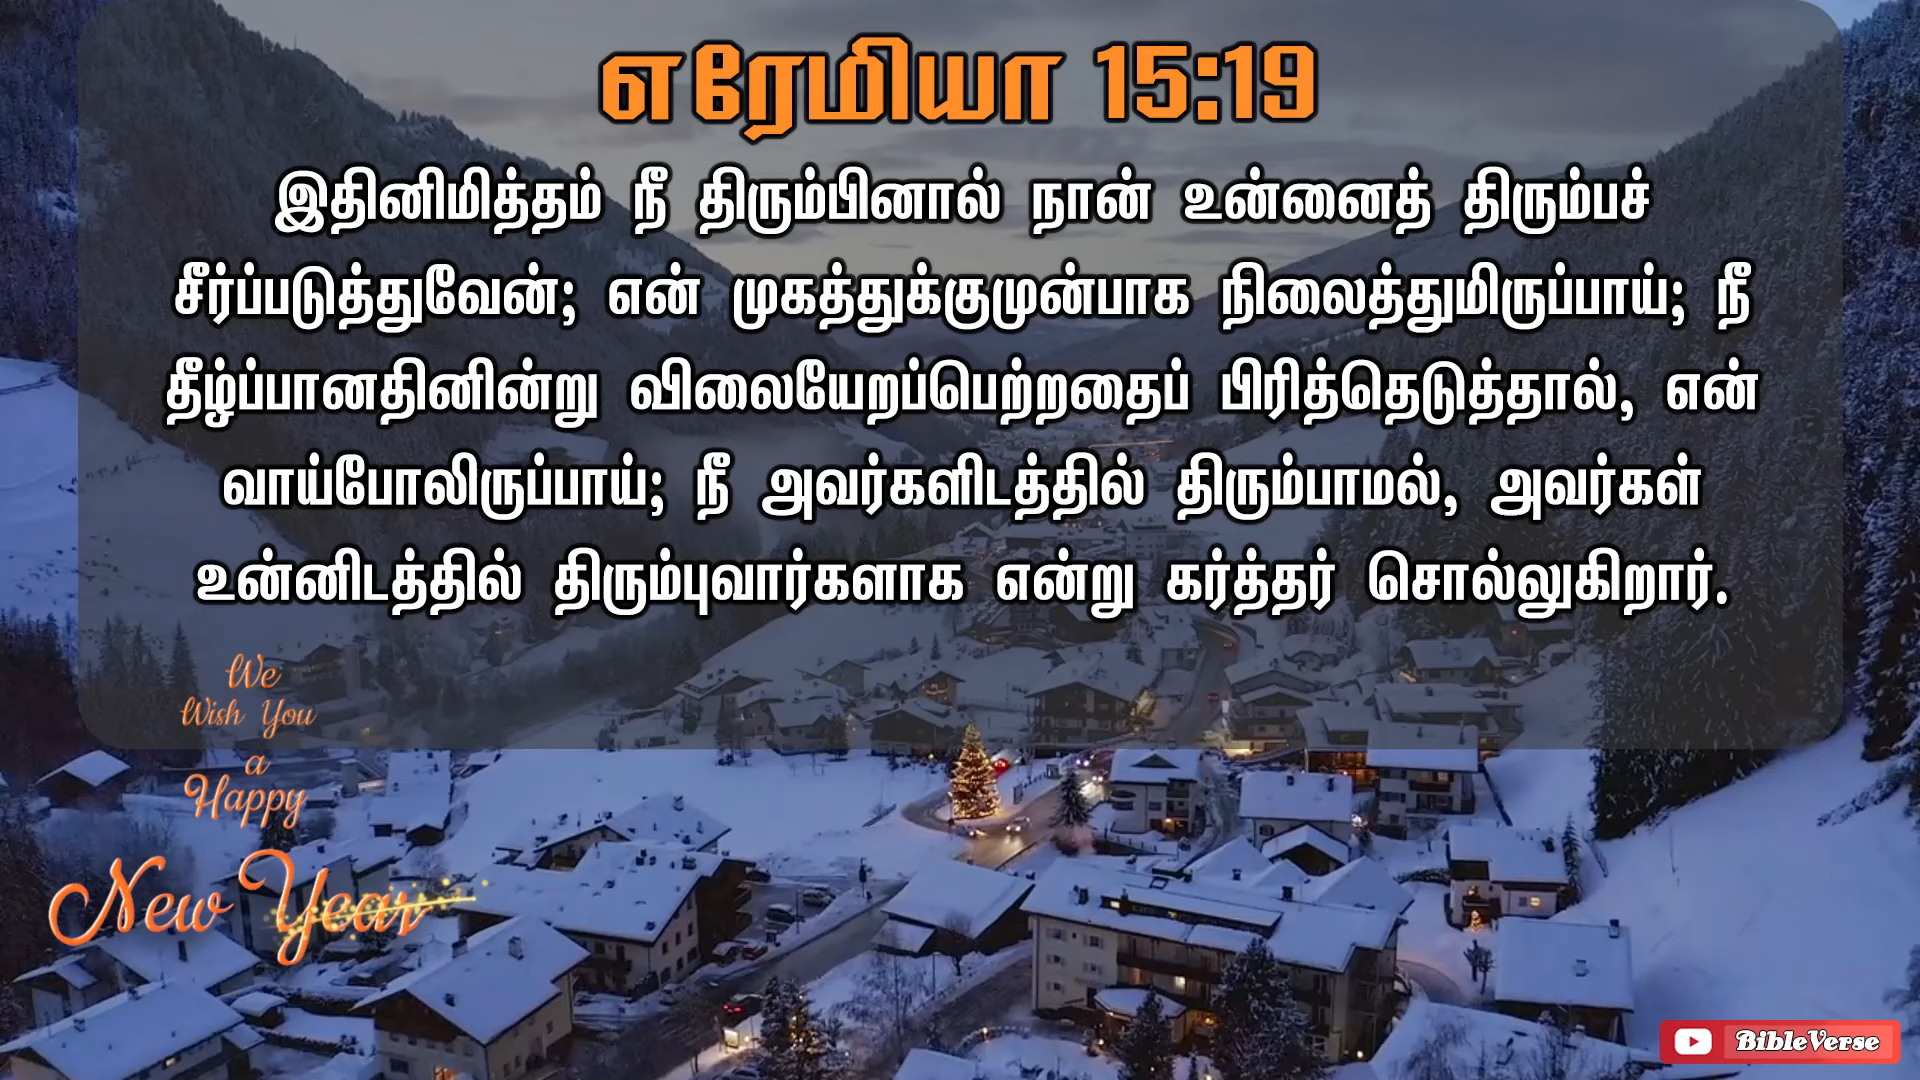 எரேமியா 15:19
இதினிமித்தம் நீ திரும்பினால் நான் உன்னைத் திரும்பச்
சீர்ப்படுத்துவேன்; என் முகத்துக்குமுன்பாக நிலைத்துமிருப்பாய்; நீ
தீழ்ப்பானதினின்று விலையேறப்பெற்றதைப் பிரித்தெடுத்தால், என்
வாய்போலிருப்பாய்; நீ அவர்களிடத்தில் திரும்பாமல், அவர்கள்
உன்னிடத்தில் திரும்புவார்களாக என்று கர்த்தர் சொல்லுகிறார்.
We
Wish You
a
Happy
New Year
BibleVerse